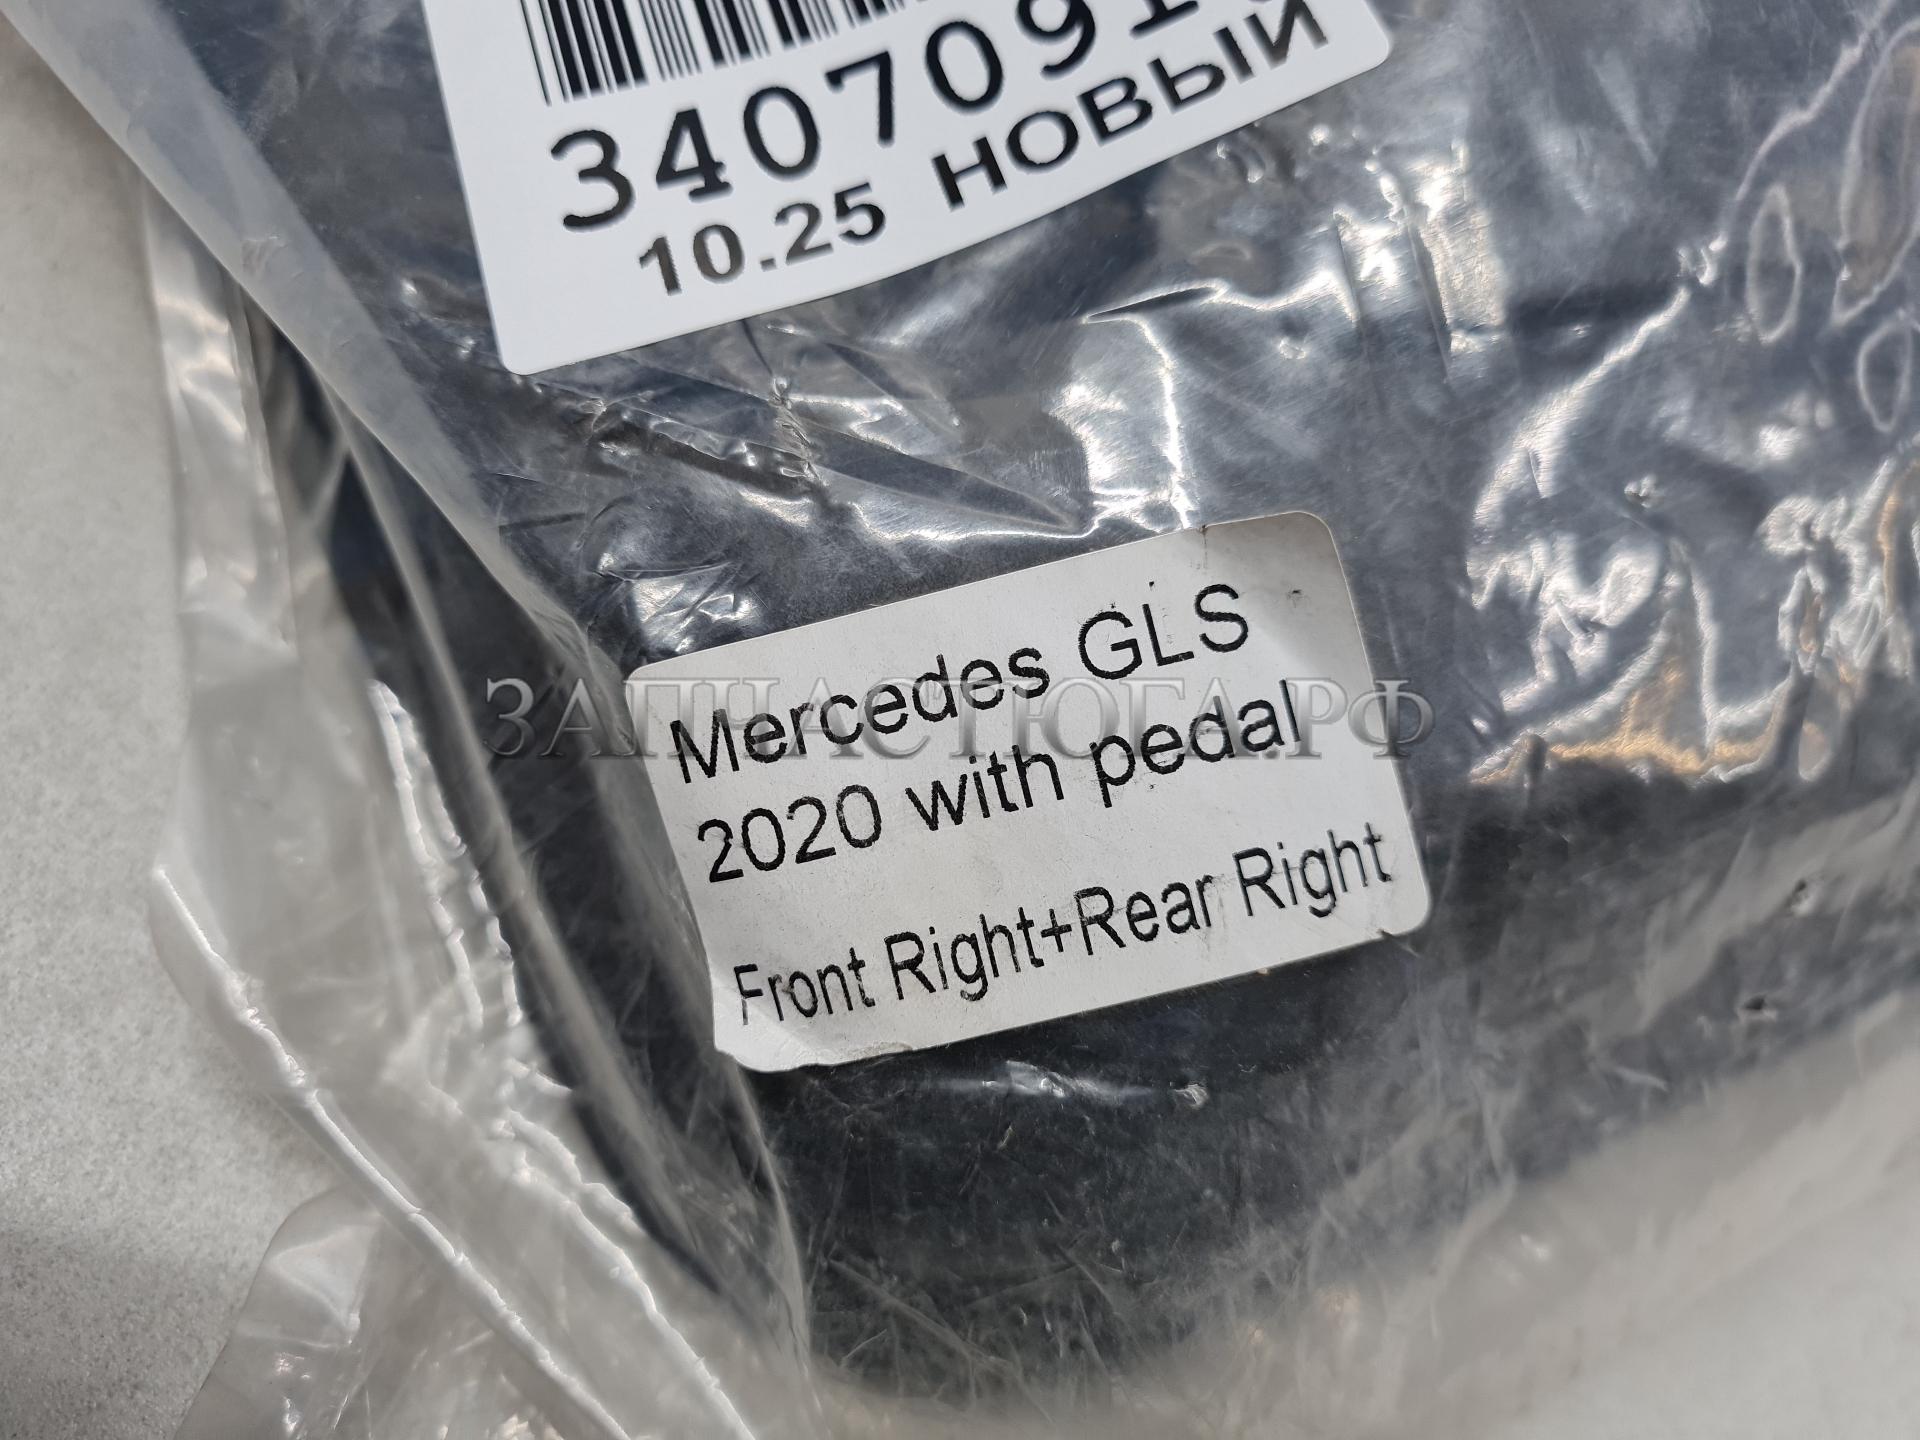 340709
10.25 НОВЫЙ
Mercedes GLS
ЗАПЧАСТЮГА.РФ
2020 with pedal
Front Right+Rear Right